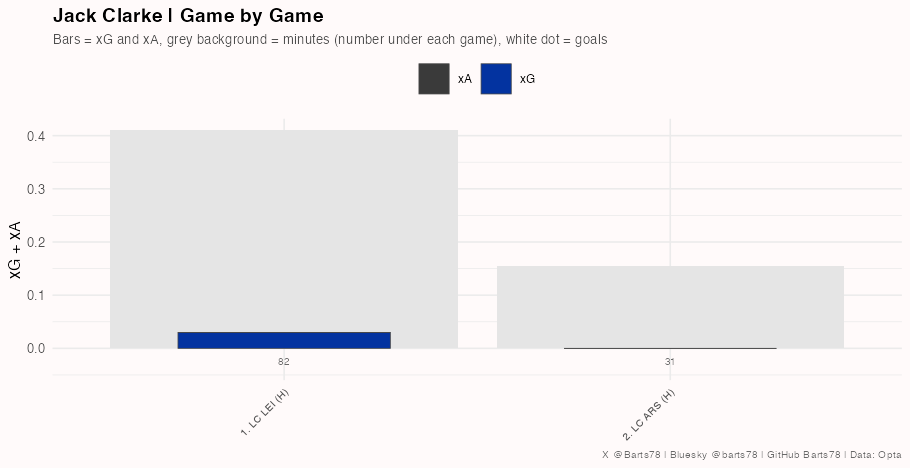 Jack Clarke | Game by Game
Bars = xG and xA, grey background = minutes (number under each game), white dot = goals
xA xG
xG + xA
0.4
0.3
0.2
0.1
0.0
82 31
1. LC LEI (H) 2. LC ARS (H)
X @Barts78 | Bluesky @barts78 | GitHub Barts78 | Data: Opta